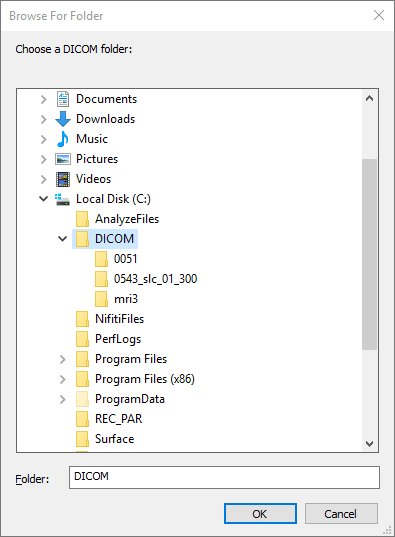 Browse For Folder
Choose a DICOM folder:
Documents
Downloads
Music
Pictures
Videos
Local Disk (C:)
AnalyzeFiles
DICOM
0051
0543_slc_01_300
mri3
NifitiFiles
PerfLogs
Program Files
Program Files (x86)
ProgramData
REC_PAR
Surface
Folder: DICOM
OK Cancel